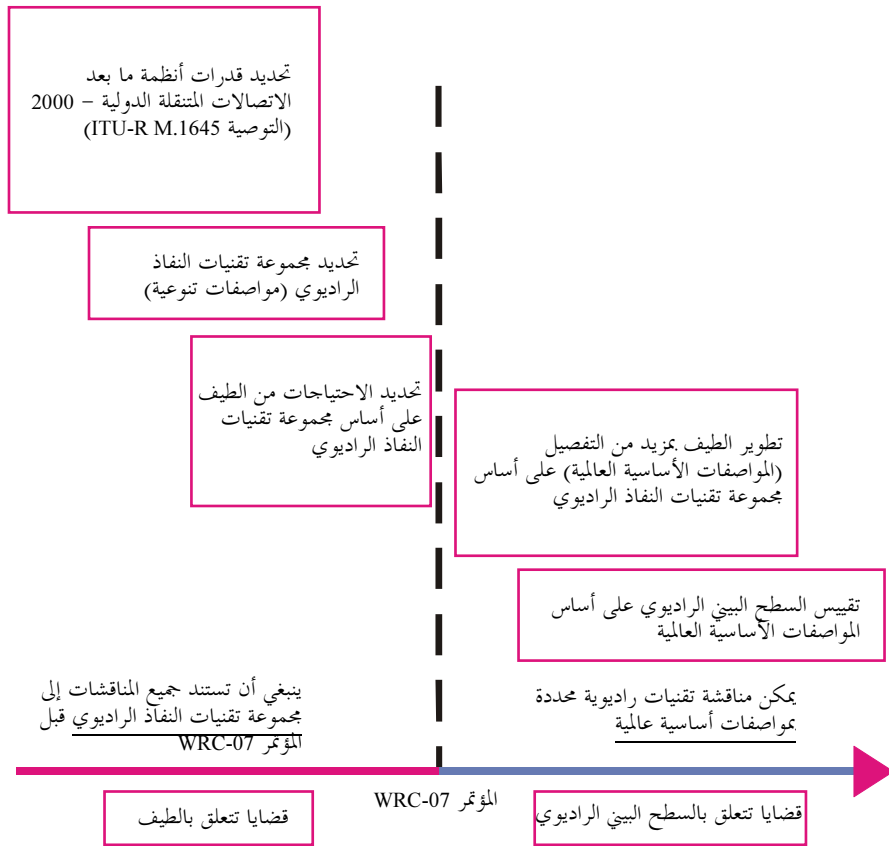 تحديد قدرات أنظمة ما بعد
الاتصالات المتنقلة الدولية – 2000
(التوصية ITU-R M.1645)
تحديد مجموعة تقنيات النفاذ
الراديوي (مواصفات تنوعية)
تحديد الاحتياجات من الطيف
على أساس مجموعة تقنيات
النفاذ الراديوي
تطوير الطيف بمزيد من التفصيل
(المواصفات الأساسية العالمية) على أساس
مجموعة تقنيات النفاذ الراديوي
تقييس السطح البيني الراديوي على أساس
المواصفات الأساسية العالمية
ينبغي أن تستند جميع المناقشات إلى
مجموعة تقنيات النفاذ الراديوي قبل
المؤتمر WRC-07
يمكن مناقشة تقنيات راديوية محددة
بمواصفات أساسية عالمية
قضايا تتعلق بالطيف
المؤتمر WRC-07
قضايا تتعلق بالسطح البيني الراديوي